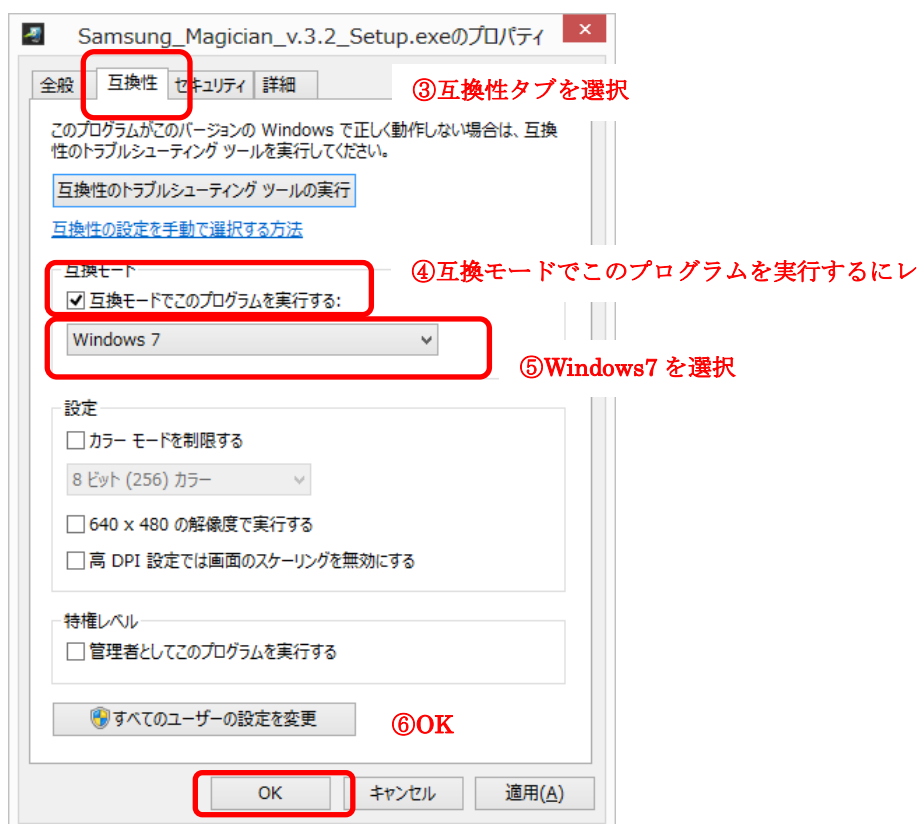 Samsung_Magician_v.3.2_Setup.exeのプロパティ
全般 互換性 セキュリティ 詳細
③互換性タブを選択
このプログラムがこのバージョンの Windows で正しく動作しない場合は、互換
性のトラブルシューティング ツールを実行してください。
互換性のトラブルシューティング ツールの実行
互換性の設定を手動で選択する方法
互換モード
④互換モードでこのプログラムを実行するにレ
互換モードでこのプログラムを実行する:
Windows 7
⑤Windows7 を選択
設定
カラー モードを制限する
8 ビット (256) カラー
640 x 480 の解像度で実行する
高 DPI 設定では画面のスケーリングを無効にする
特権レベル
管理者としてこのプログラムを実行する
すべてのユーザーの設定を変更
⑥OK
OK キャンセル 適用(A)